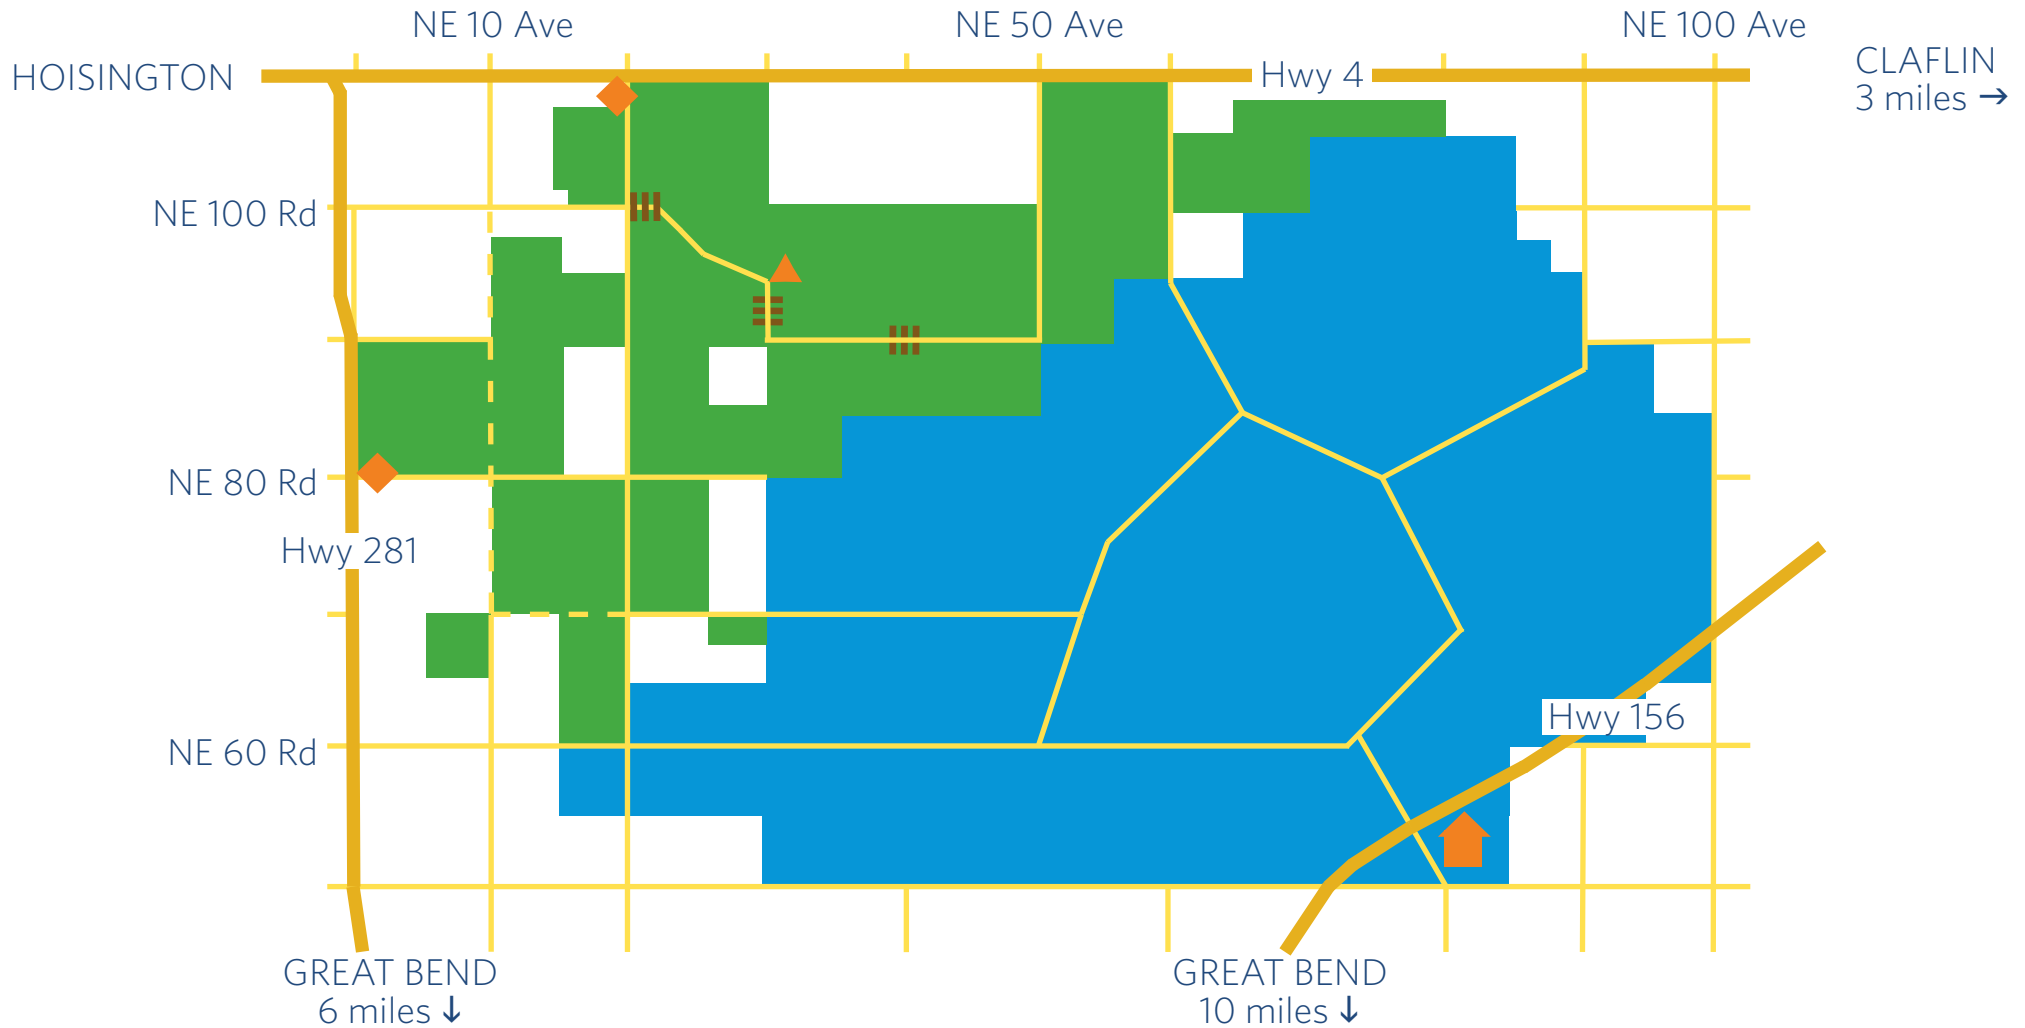 NE 10 Ave
NE 50 Ave
NE 100 Ave
HOISINGTON
Hwy 4
CLAFLIN
3 miles →
NE 100 Rd
NE 80 Rd
Hwy 281
Hwy 156
NE 60 Rd
GREAT BEND
6 miles ↓
GREAT BEND
10 miles ↓